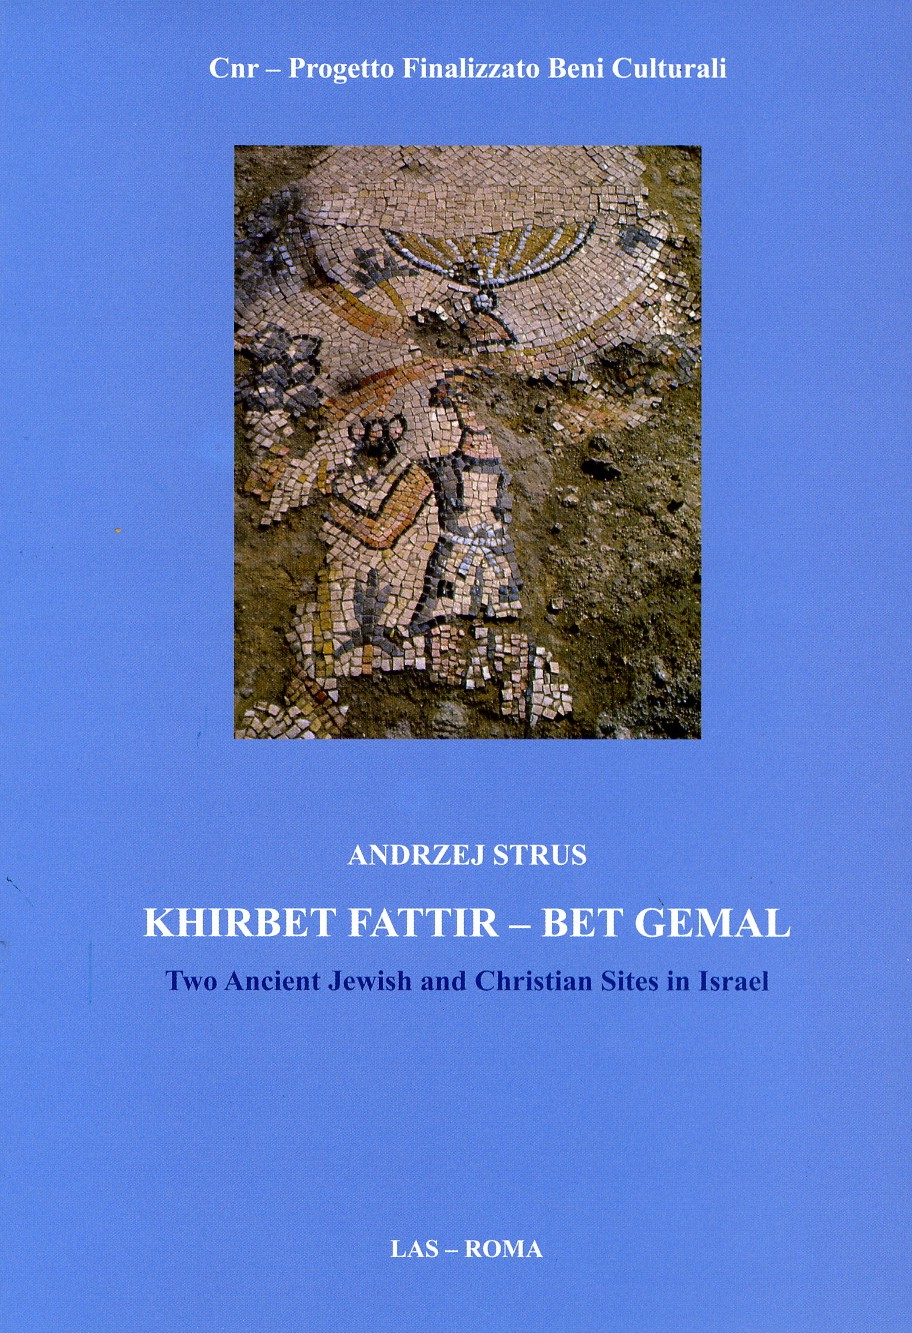 Cnr – Progetto Finalizzato Beni Culturali
ANDRZEJ STRUS
KHIRBET FATTIR – BET GEMAL
Two Ancient Jewish and Christian Sites in Israel
LAS – ROMA